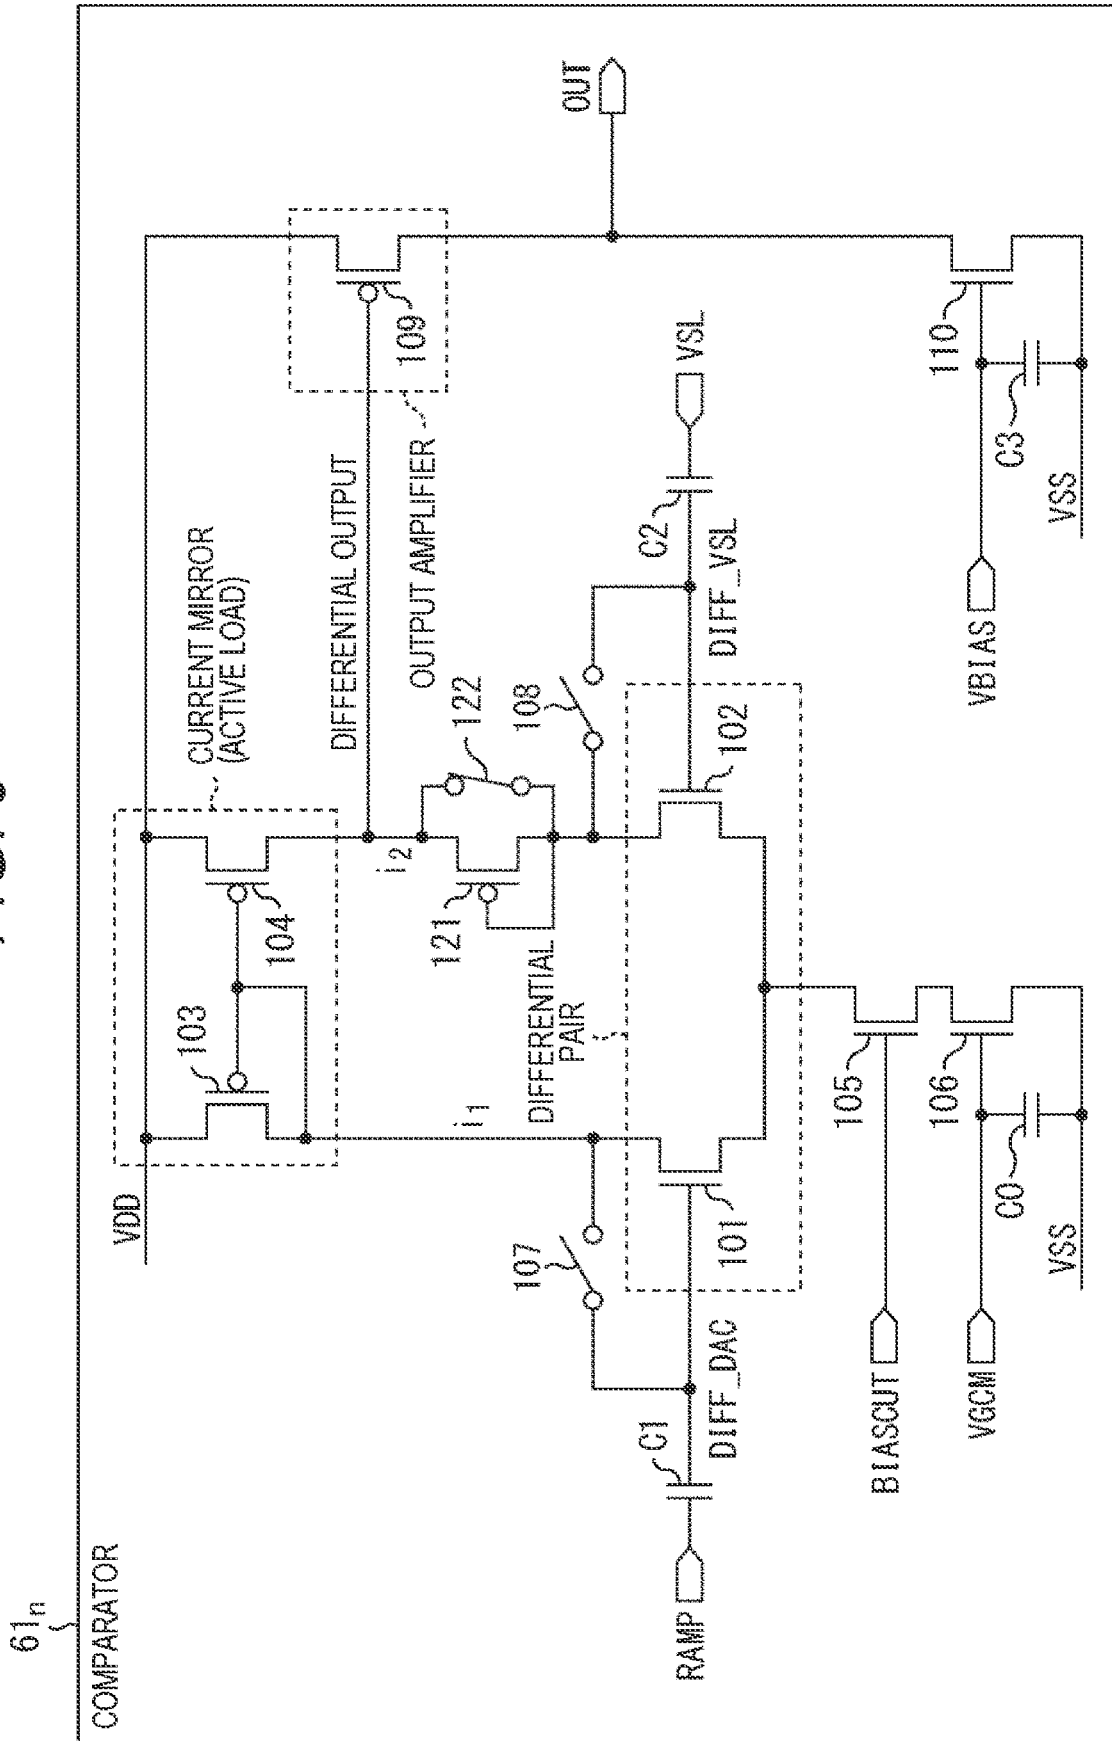 61n
COMPARATOR
VDD
CURRENT MIRROR
(ACTIVE LOAD)
103
104
DIFFERENTIAL OUTPUT
OUTPUT AMPLIFIER
109
OUT
i1
i2
121
122
107
108
DIFFERENTIAL
PAIR
RAMP
C1
DIFF_DAC
101
102
DIFF_VSL
C2
VSL
BIASCUT
105
VGCM
106
C0
VSS
VBIAS
110
C3
VSS